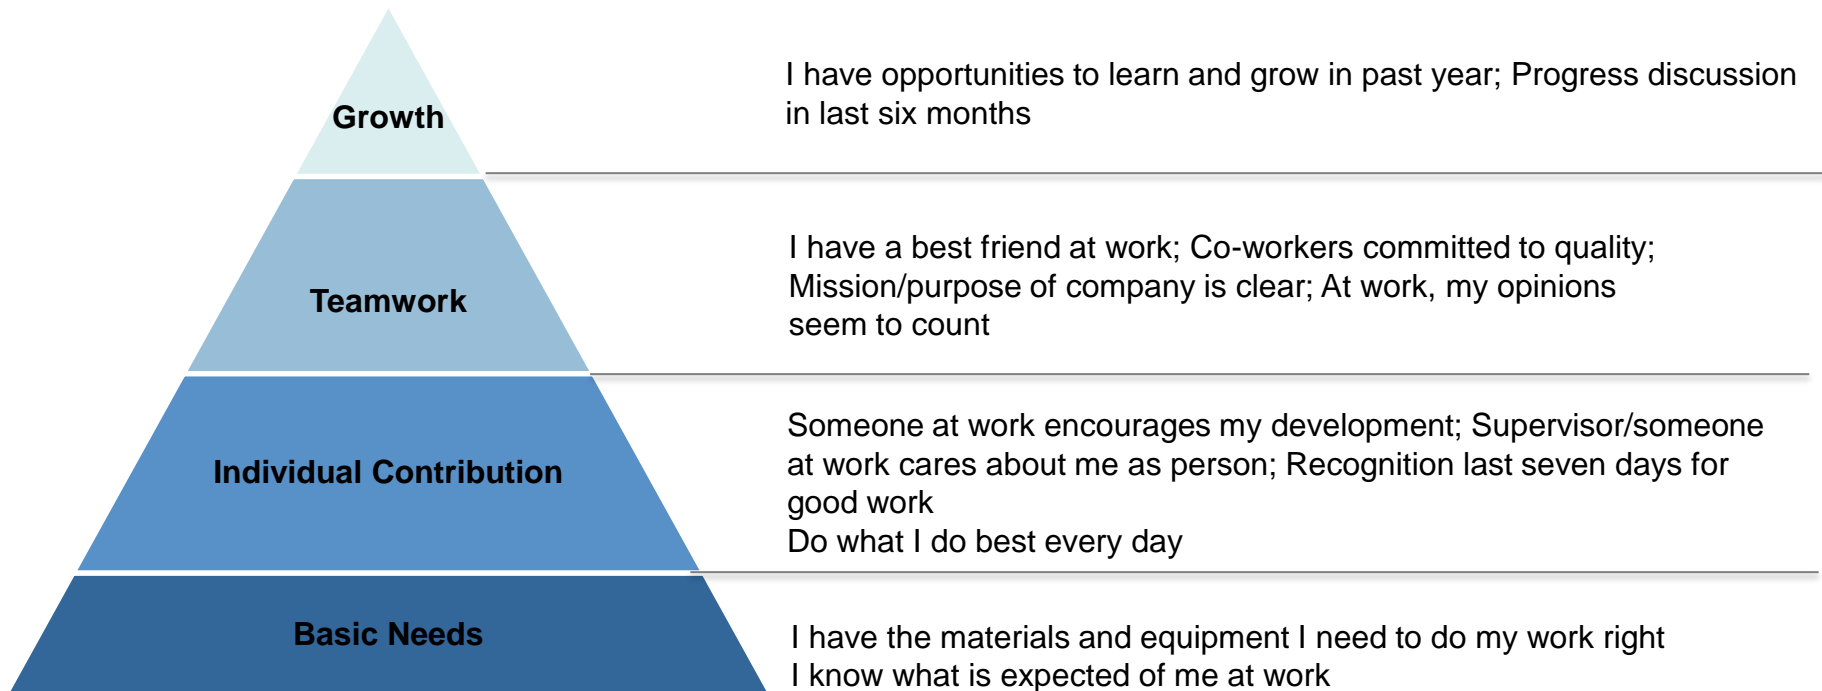 Growth
I have opportunities to learn and grow in past year; Progress discussion
in last six months
Teamwork
I have a best friend at work; Co-workers committed to quality;
Mission/purpose of company is clear; At work, my opinions
seem to count
Individual Contribution
Someone at work encourages my development; Supervisor/someone
at work cares about me as person; Recognition last seven days for
good work
Do what I do best every day
Basic Needs
I have the materials and equipment I need to do my work right
I know what is expected of me at work